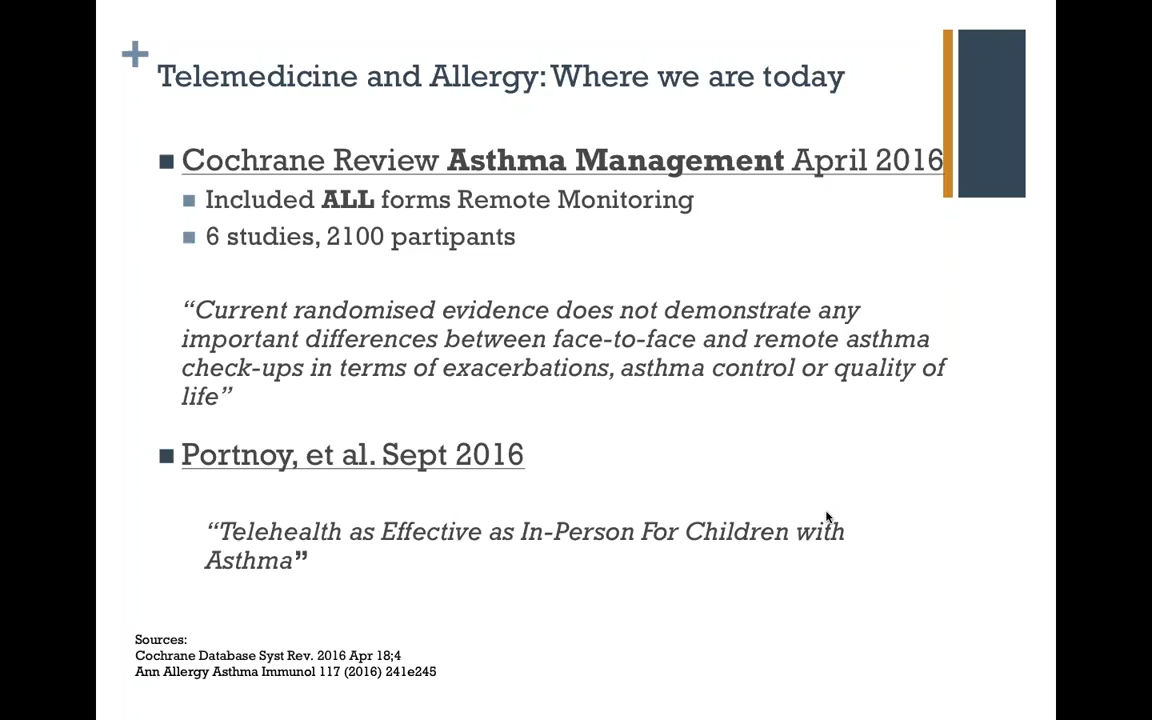 +
Telemedicine and Allergy: Where we are today
Cochrane Review Asthma Management April 2016
Included ALL forms Remote Monitoring
6 studies, 2100 partipants
“Current randomised evidence does not demonstrate any
important differences between face-to-face and remote asthma
check-ups in terms of exacerbations, asthma control or quality of
life”
Portnoy, et al. Sept 2016
“Telehealth as Effective as In-Person For Children with
Asthma”
Sources:
Cochrane Database Syst Rev. 2016 Apr 18;4
Ann Allergy Asthma Immunol 117 (2016) 241e245